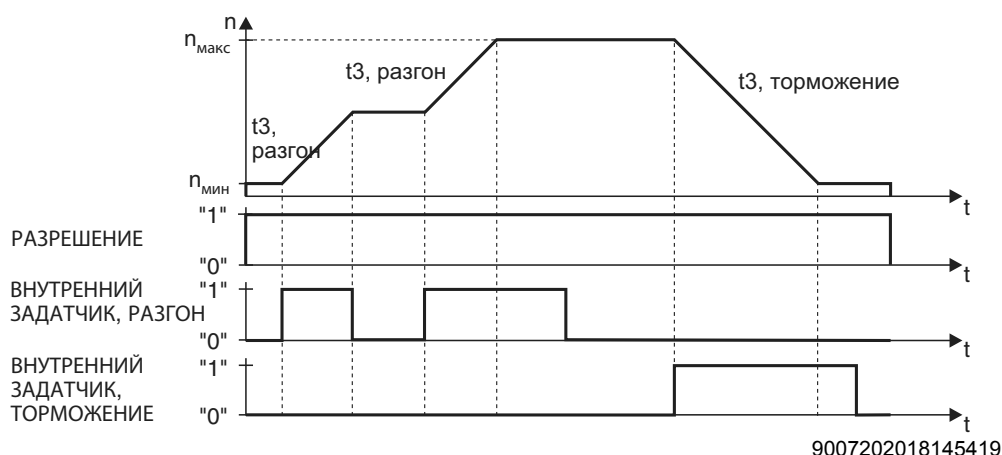 n
nмакс
t3, разгон
t3, торможение
t3,
разгон
nмин
t
"1"
РАЗРЕШЕНИЕ
"0"
t
ВНУТРЕННИЙ
"1"
ЗАДАТЧИК, РАЗГОН
"0"
t
ВНУТРЕННИЙ
"1"
ЗАДАТЧИК,
ТОРМОЖЕНИЕ
"0"
t
9007202018145419